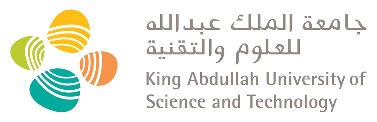 جامعة الملك عبدالله
للعلوم والتقنية
King Abdullah University of
Science and Technology